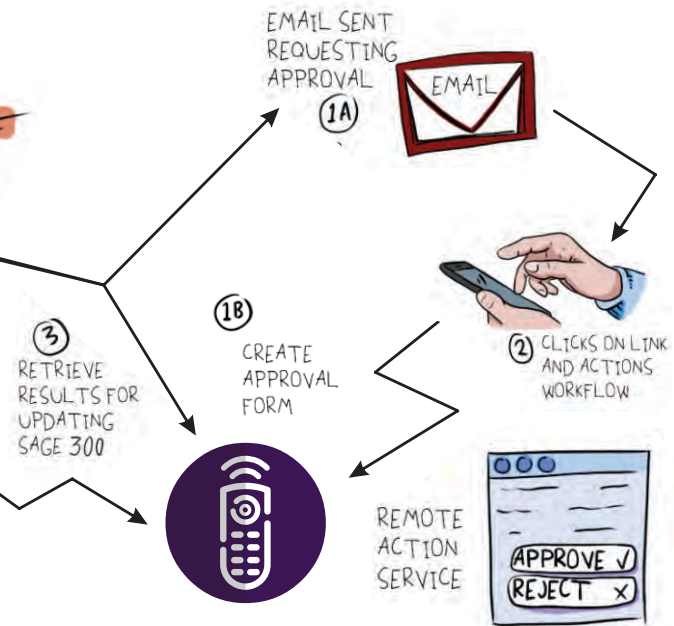 EMAIL SENT
REQUESTING
APPROVAL
1A
EMAIL
1B
CREATE
APPROVAL
FORM
2 CLICKS ON LINK
AND ACTIONS
WORKFLOW
3
RETRIEVE
RESULTS FOR
UPDATING
SAGE 300
REMOTE
ACTION
SERVICE
APPROVE ✓
REJECT X